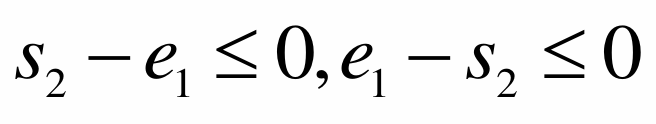 s₂ − e₁ ≤ 0, e₁ − s₂ ≤ 0